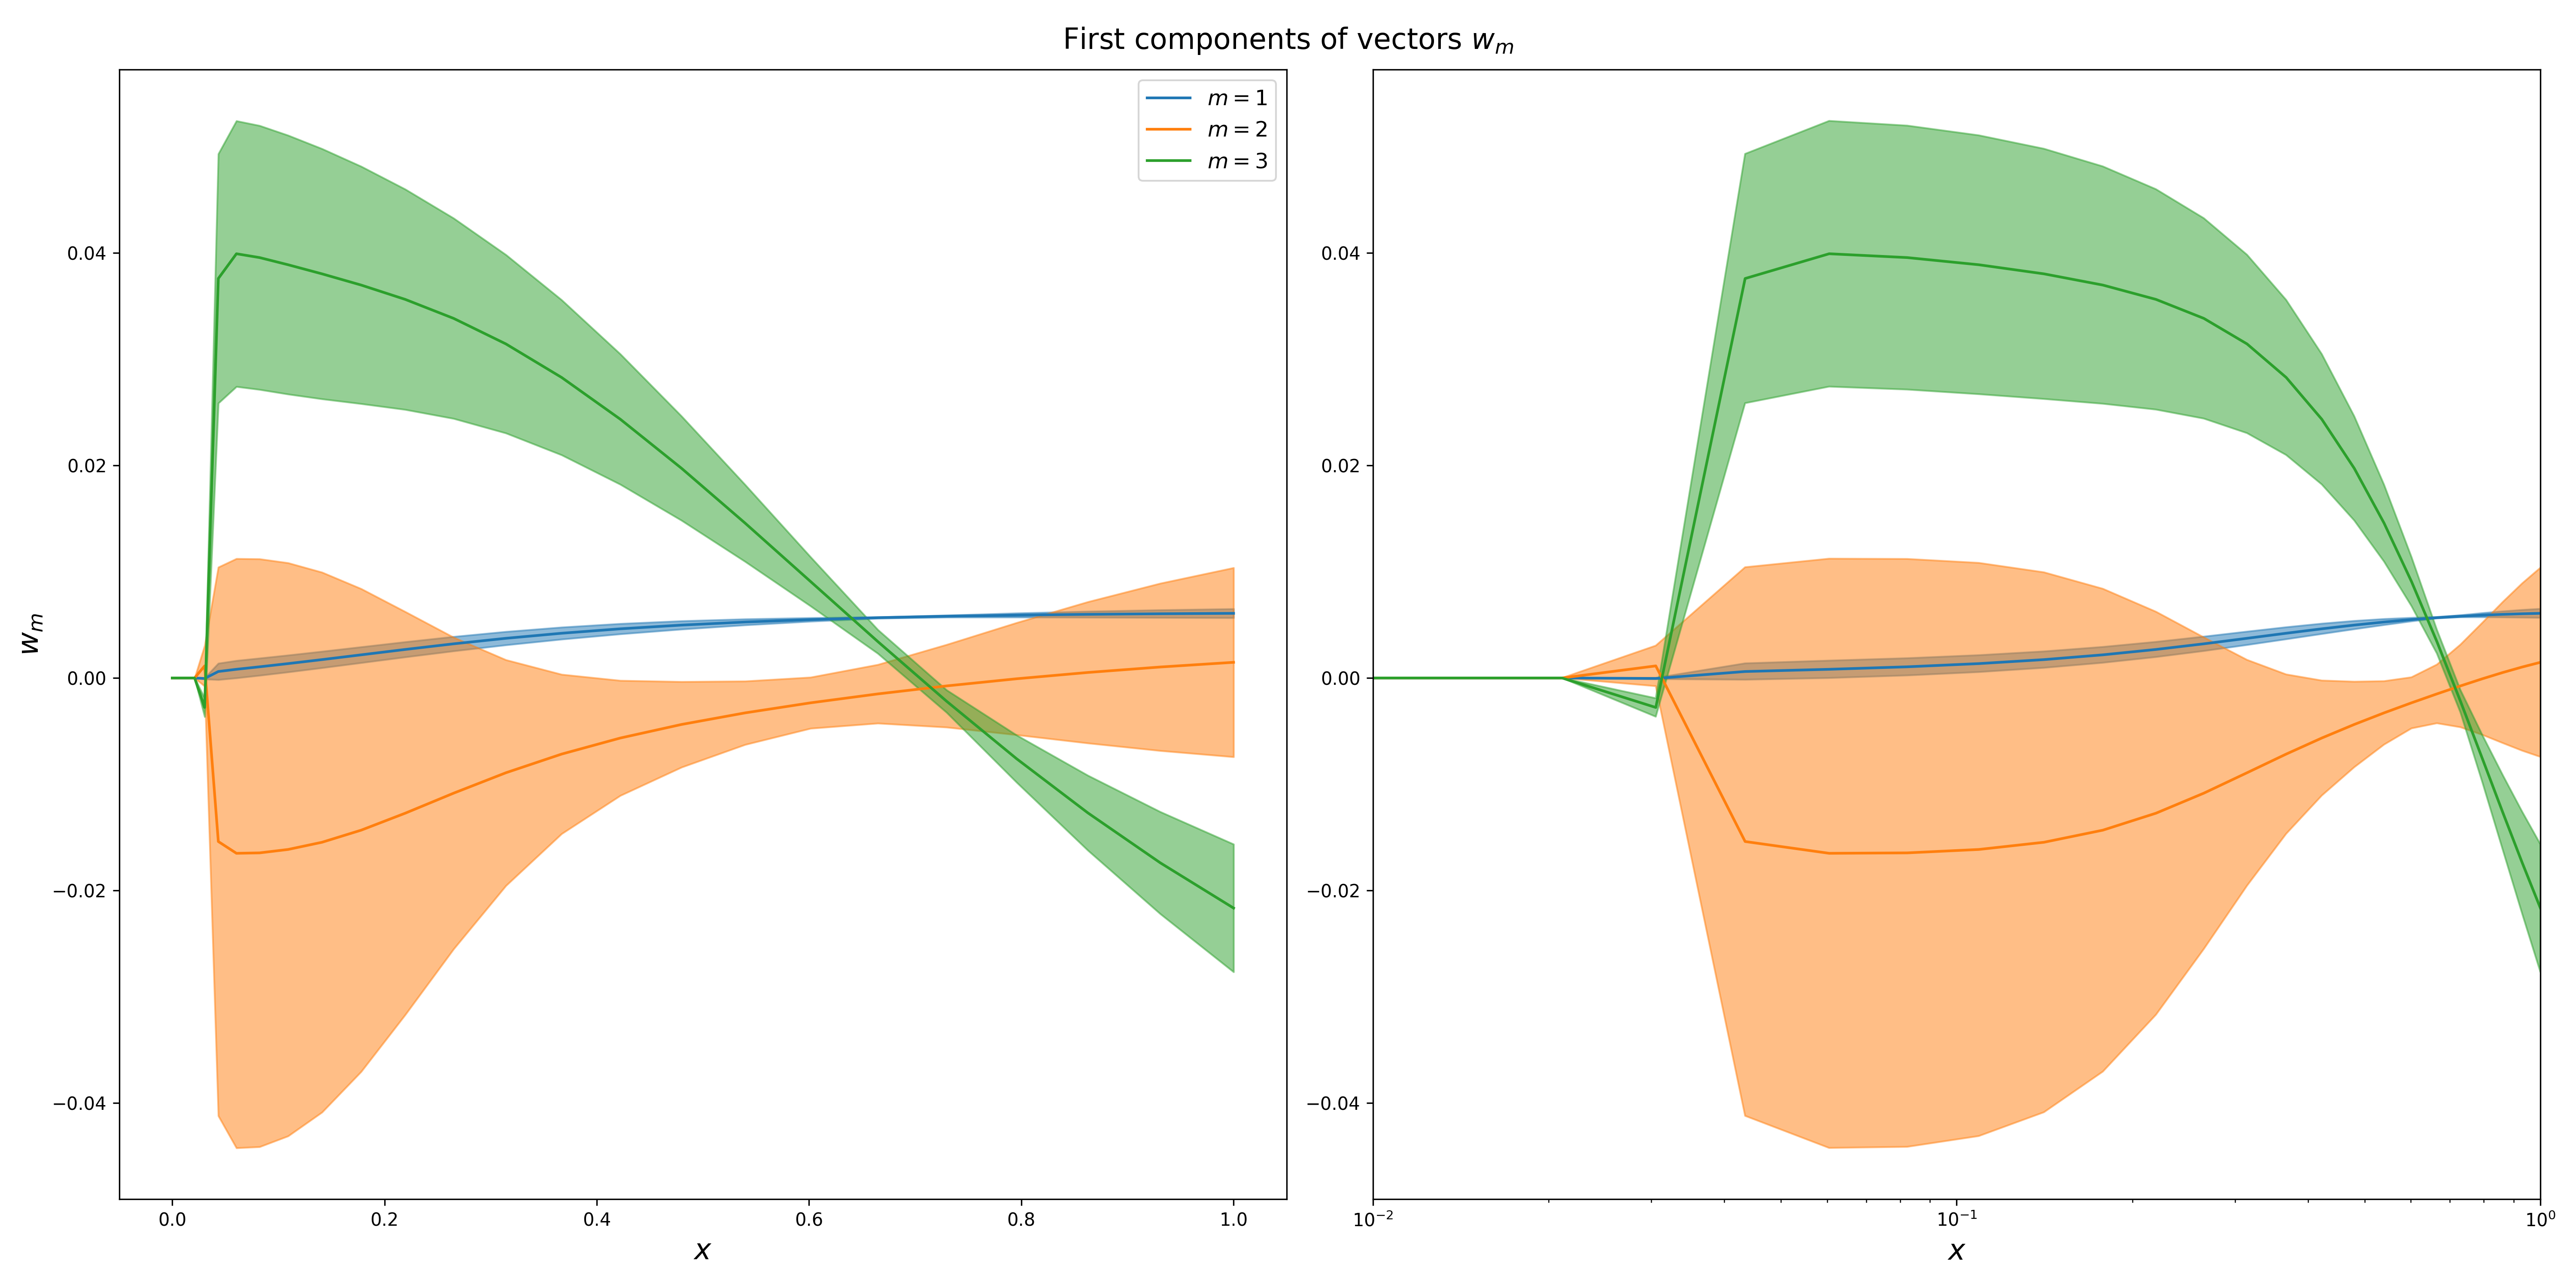 First components of vectors w_m
m = 1
m = 2
m = 3
w_m
0.04
0.02
0.00
−0.02
−0.04
0.0 0.2 0.4 0.6 0.8 1.0
x
0.04
0.02
0.00
−0.02
−0.04
10⁻² 10⁻¹ 10⁰
x